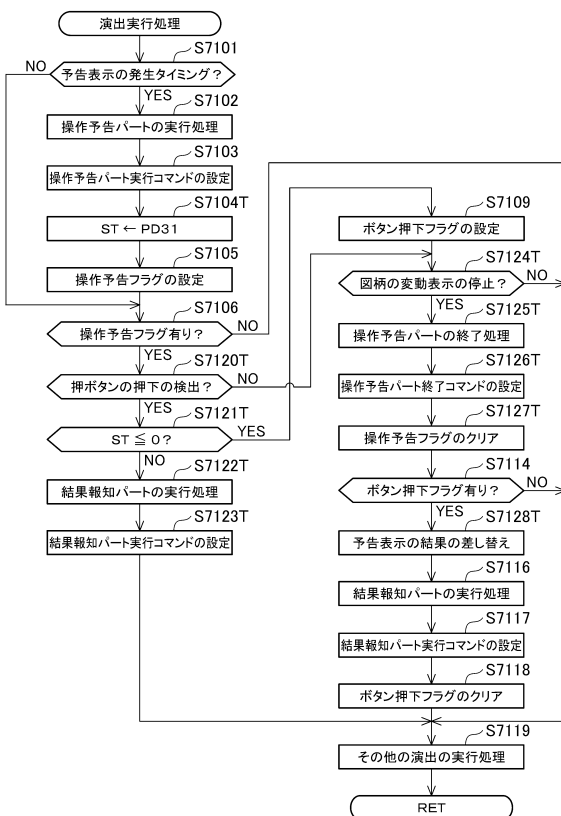 演出実行処理
S7101
NO
予告表示の発生タイミング?
YES
S7102
操作予告パートの実行処理
S7103
操作予告パート実行コマンドの設定
S7104T
ST ← PD31
S7105
操作予告フラグの設定
S7106
操作予告フラグ有り?
NO
YES
S7120T
押ボタンの押下の検出?
NO
YES
S7121T
ST ≦ 0?
YES
NO
S7122T
結果報知パートの実行処理
S7123T
結果報知パート実行コマンドの設定
S7109
ボタン押下フラグの設定
S7124T
図柄の変動表示の停止?
NO
YES
S7125T
操作予告パートの終了処理
S7126T
操作予告パート終了コマンドの設定
S7127T
操作予告フラグのクリア
S7114
ボタン押下フラグ有り?
NO
YES
S7128T
予告表示の結果の差し替え
S7116
結果報知パートの実行処理
S7117
結果報知パート実行コマンドの設定
S7118
ボタン押下フラグのクリア
S7119
その他の演出の実行処理
RET